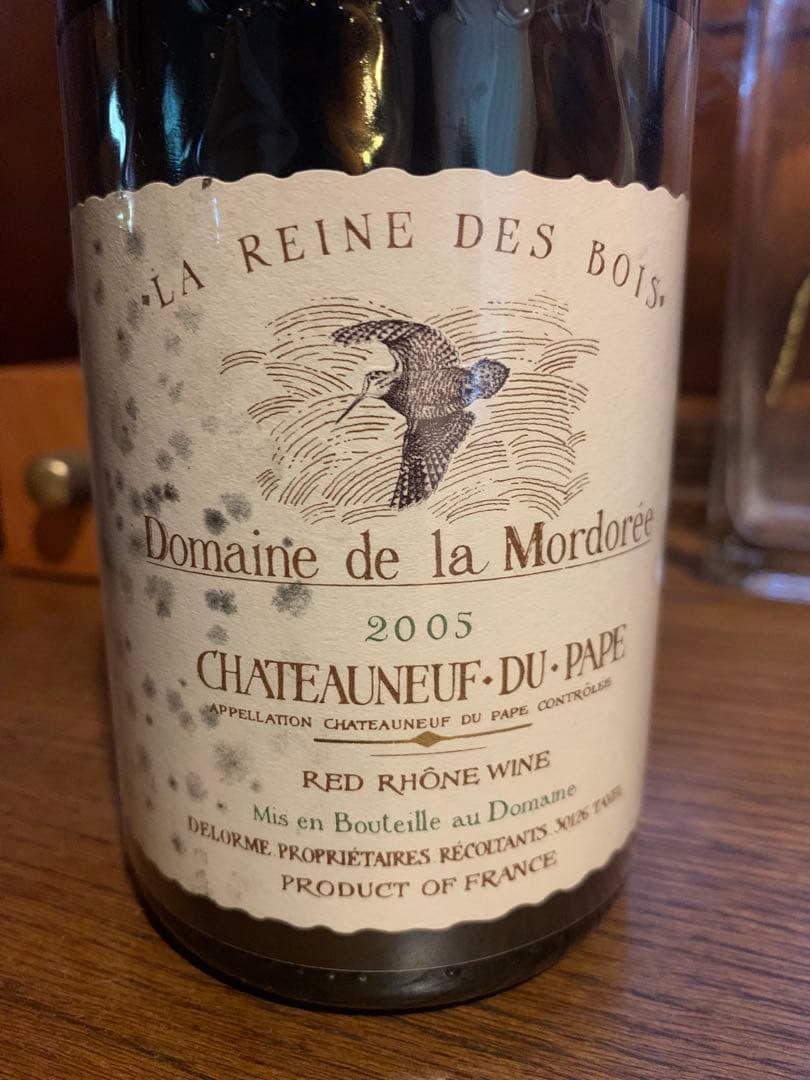 ·LA REINE DES BOIS·
Domaine de la Mordorée
2005
CHATEAUNEUF·DU·PAPE
APPELLATION CHATEAUNEUF DU PAPE CONTRÔLÉE
RED RHÔNE WINE
Mis en Bouteille au Domaine
DELORME PROPRIÉTAIRES RÉCOLTANTS 30126 TAVEL
PRODUCT OF FRANCE